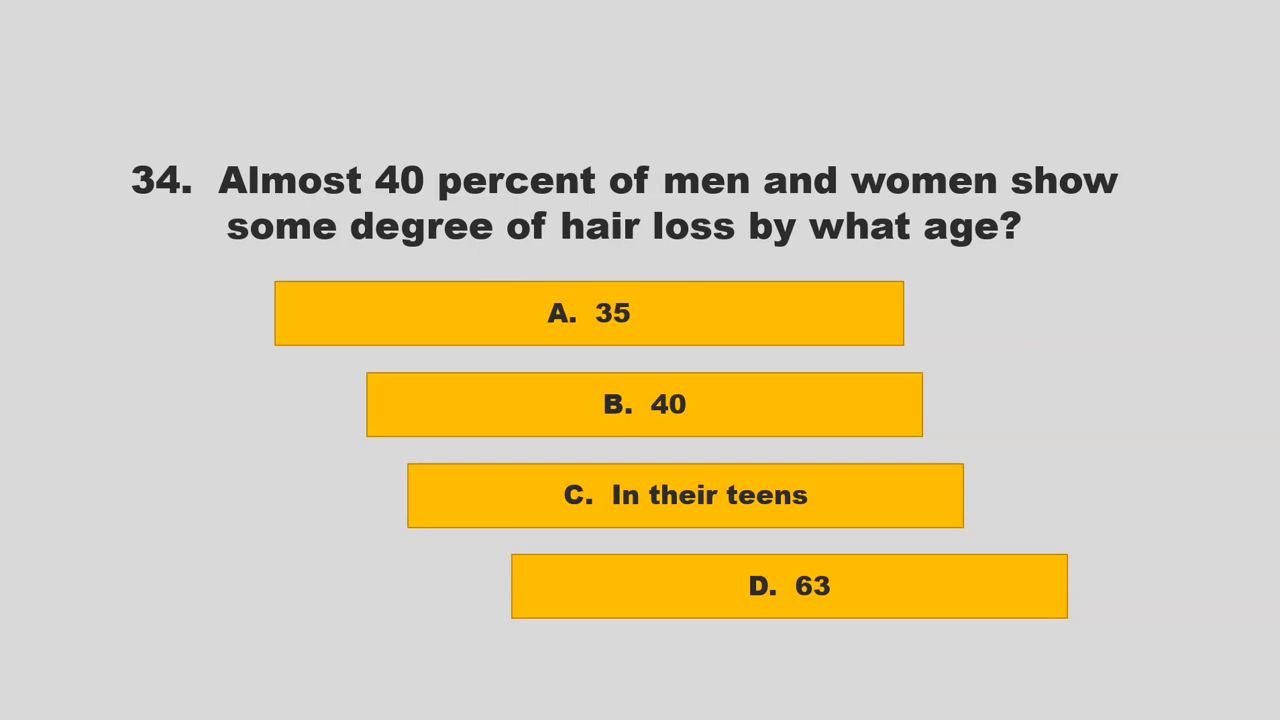 34.  Almost 40 percent of men and women show
some degree of hair loss by what age?
A.  35
B.  40
C.  In their teens
D.  63